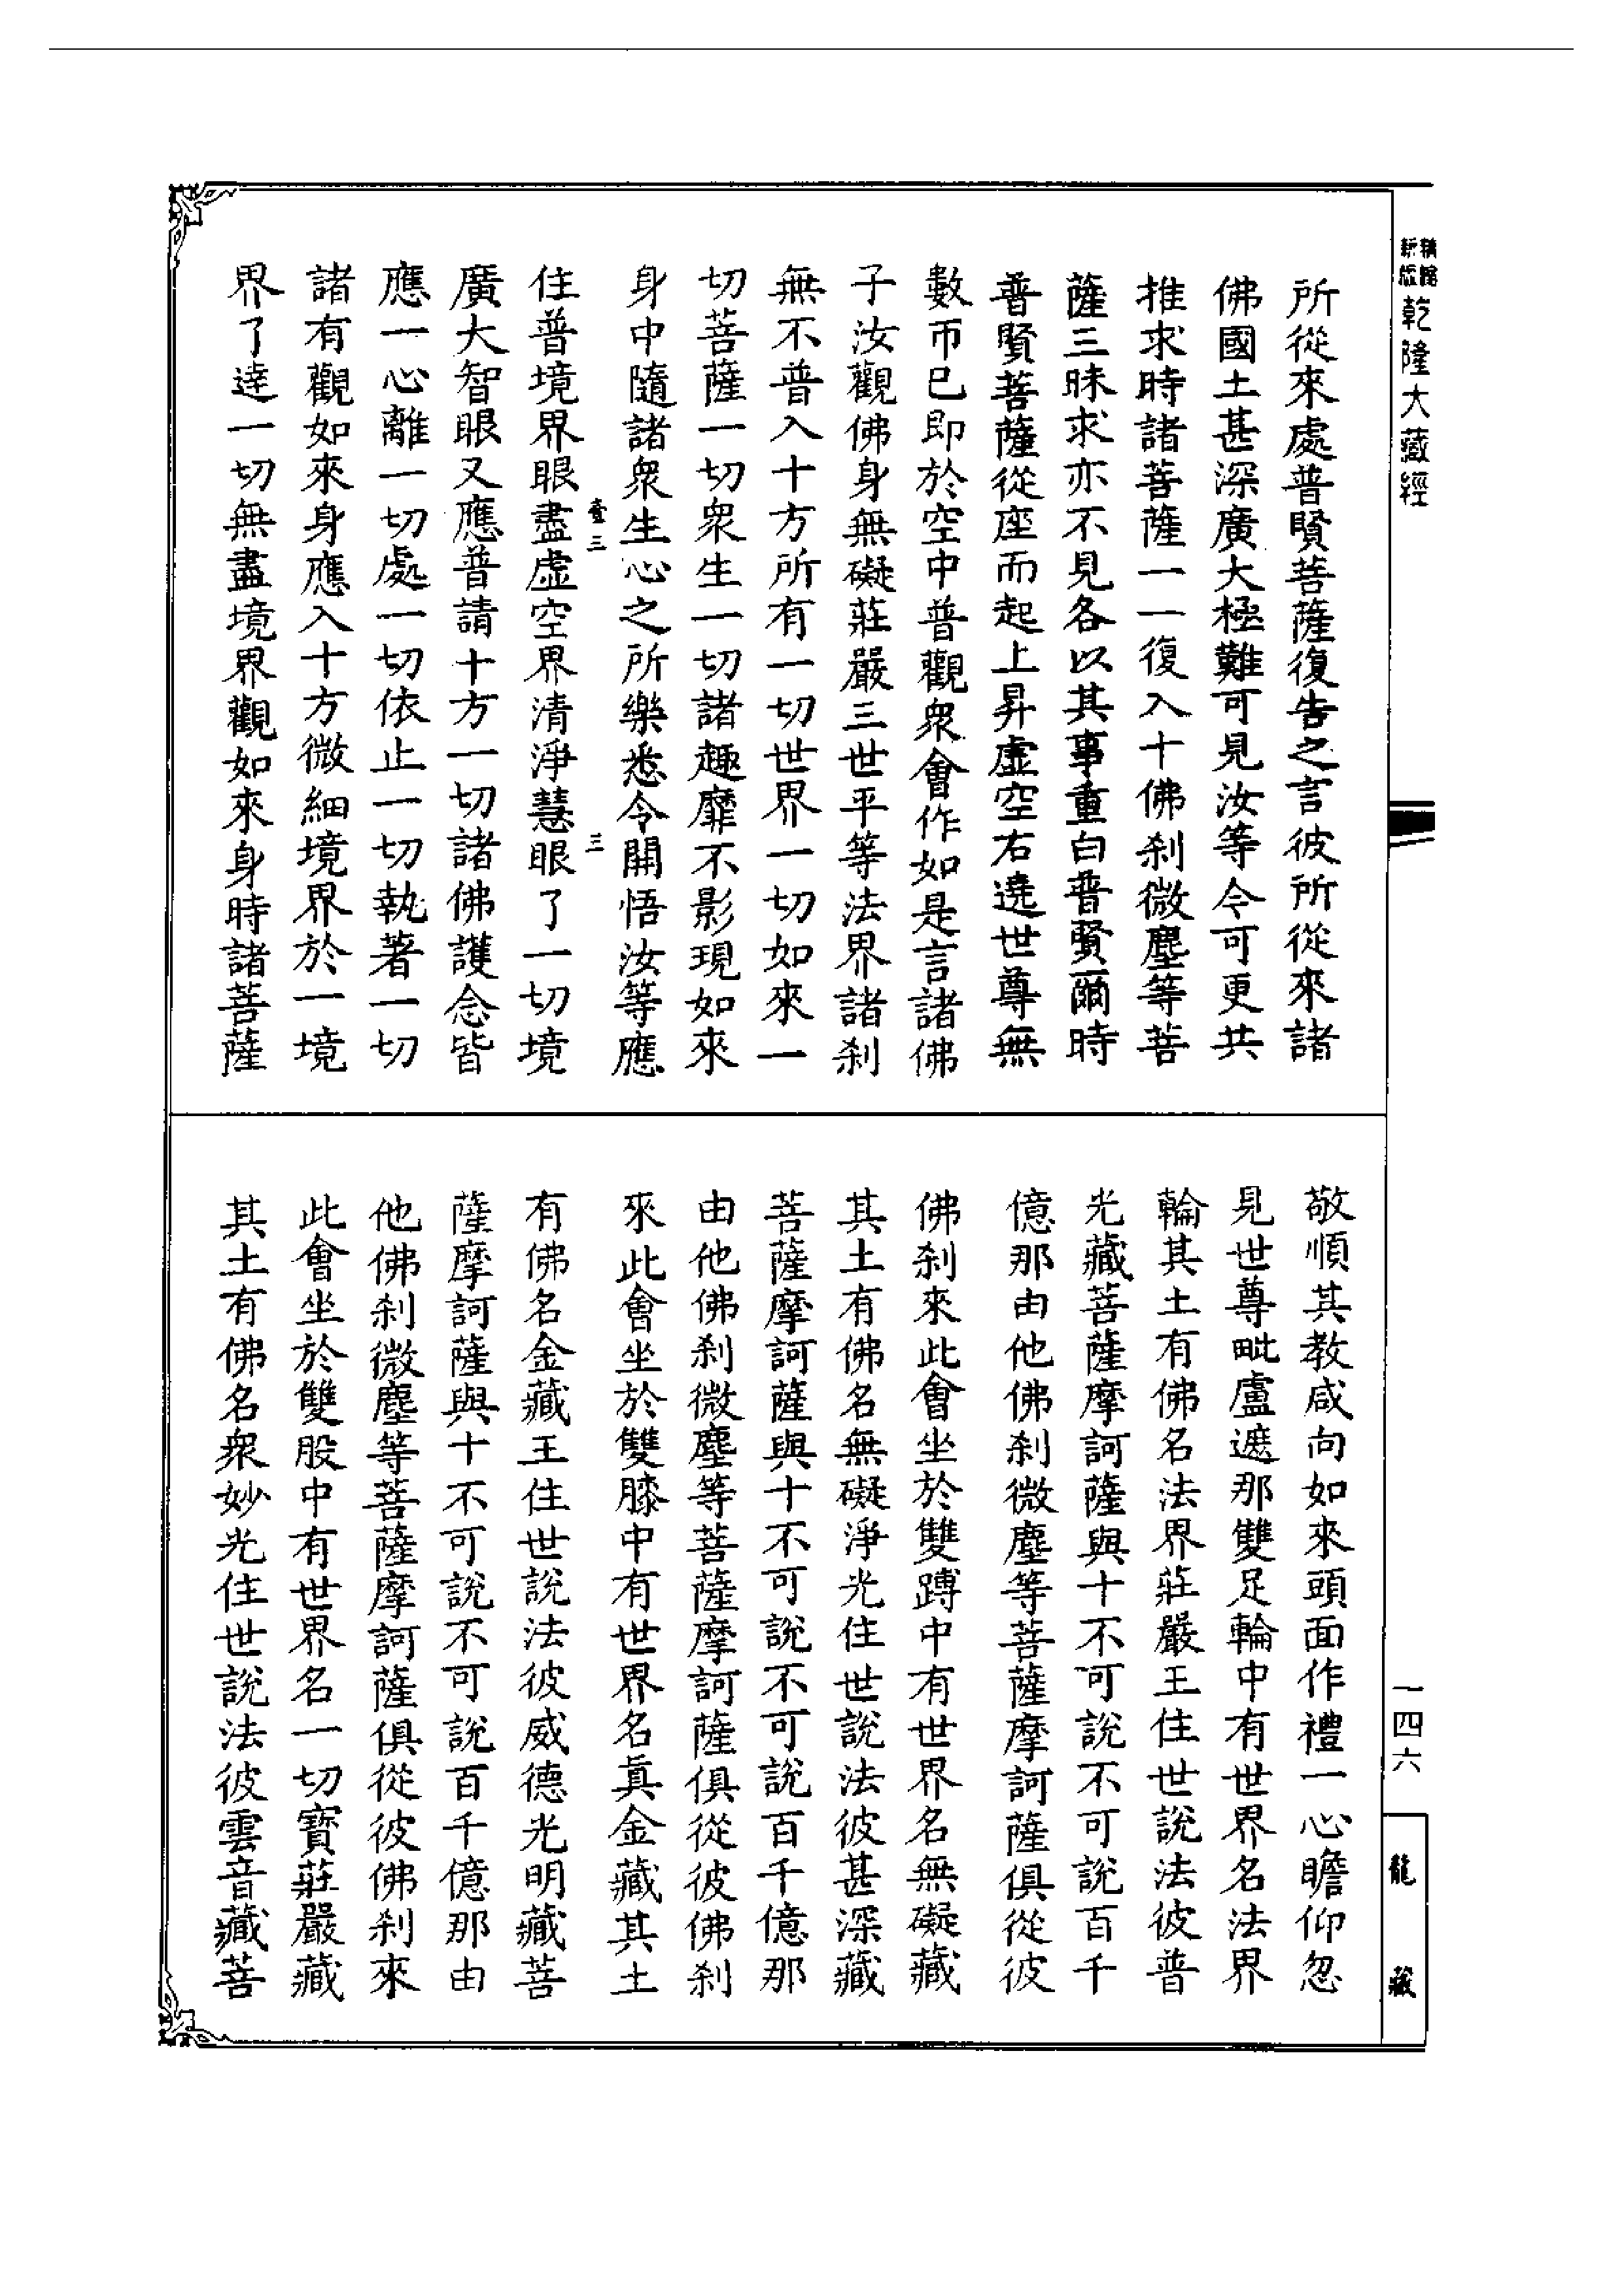 乾隆大藏經
所從來處普賢菩薩復告之言彼所從來諸
佛國土甚深廣大極難可見汝等令可更共
推求時諸菩薩一一復入十佛刹微塵等菩
薩三昧求亦不見各以其事重白普賢爾時
普賢菩薩從座而起上昇虛空右遶世尊無
數帀已即於空中普觀衆會作如是言諸佛
子汝觀佛身無礙莊嚴三世平等法界諸刹
無不普入十方所有一切世界一切如來一
切菩薩一切衆生一切諸趣靡不影現如來
身中隨諸衆生心之所樂悉令開悟汝等應
壹三 三
住普境界眼盡虛空界清淨慧眼了一切境
廣大智眼又應普請十方一切諸佛護念皆
應一心離一切處一切依止一切執著一切
諸有觀如來身應入十方微細境界於一境
界了達一切無盡境界觀如來身時諸菩薩
敬順其教咸向如來頭面作禮一心瞻仰忽
見世尊毗盧遮那雙足輪中有世界名法界
輪其土有佛名法界莊嚴王住世說法彼普
光藏菩薩摩訶薩與十不可說不可說百千
億那由他佛刹微塵等菩薩摩訶薩俱從彼
佛刹來此會坐於雙蹲中有世界名無礙藏
其土有佛名無礙淨光住世說法彼甚深藏
菩薩摩訶薩與十不可說不可說百千億那
由他佛刹微塵等菩薩摩訶薩俱從彼佛刹
來此會坐於雙膝中有世界名眞金藏其土
有佛名金藏王住世說法彼威德光明藏菩
薩摩訶薩與十不可說不可說百千億那由
他佛刹微塵等菩薩摩訶薩俱從彼佛刹來
此會坐於雙股中有世界名一切寶莊嚴藏
其土有佛名衆妙光住世說法彼雲音藏菩
一四六
龍藏